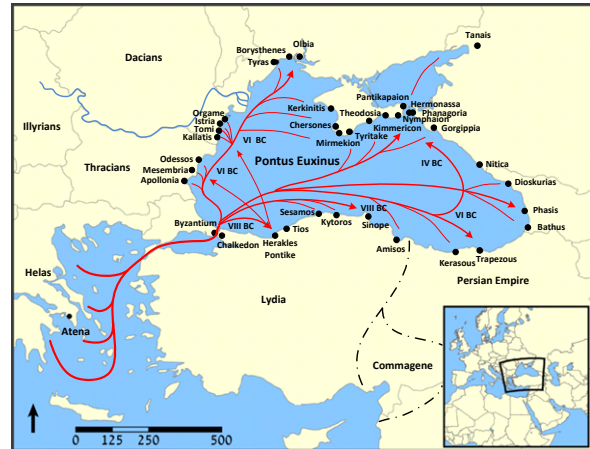 Tanais
Dacians
Borysthenes
Olbia
Tyras
Pantikapaion
Hermonassa
Kerkinitis
Theodosia
Phanagoria
Orgame
Istria
Nymphaion
Illyrians
Tomi
Chersones
Kimmericon
Gorgippia
Kallatis
VI BC
Tyritake
Mirmekion
Thracians
Odessos
Pontus Euxinus
IV BC
Mesembria
VI BC
Nitica
Apollonia
Dioskurias
Sesamos
VIII BC
VI BC
Phasis
Byzantium
VIII BC
Tios
Kytoros
Sinope
Bathus
Chalkedon
Herakles
Pontike
Amisos
Kerasous
Trapezous
Helas
Persian Empire
Lydia
Atena
Commagene
0
125
250
500